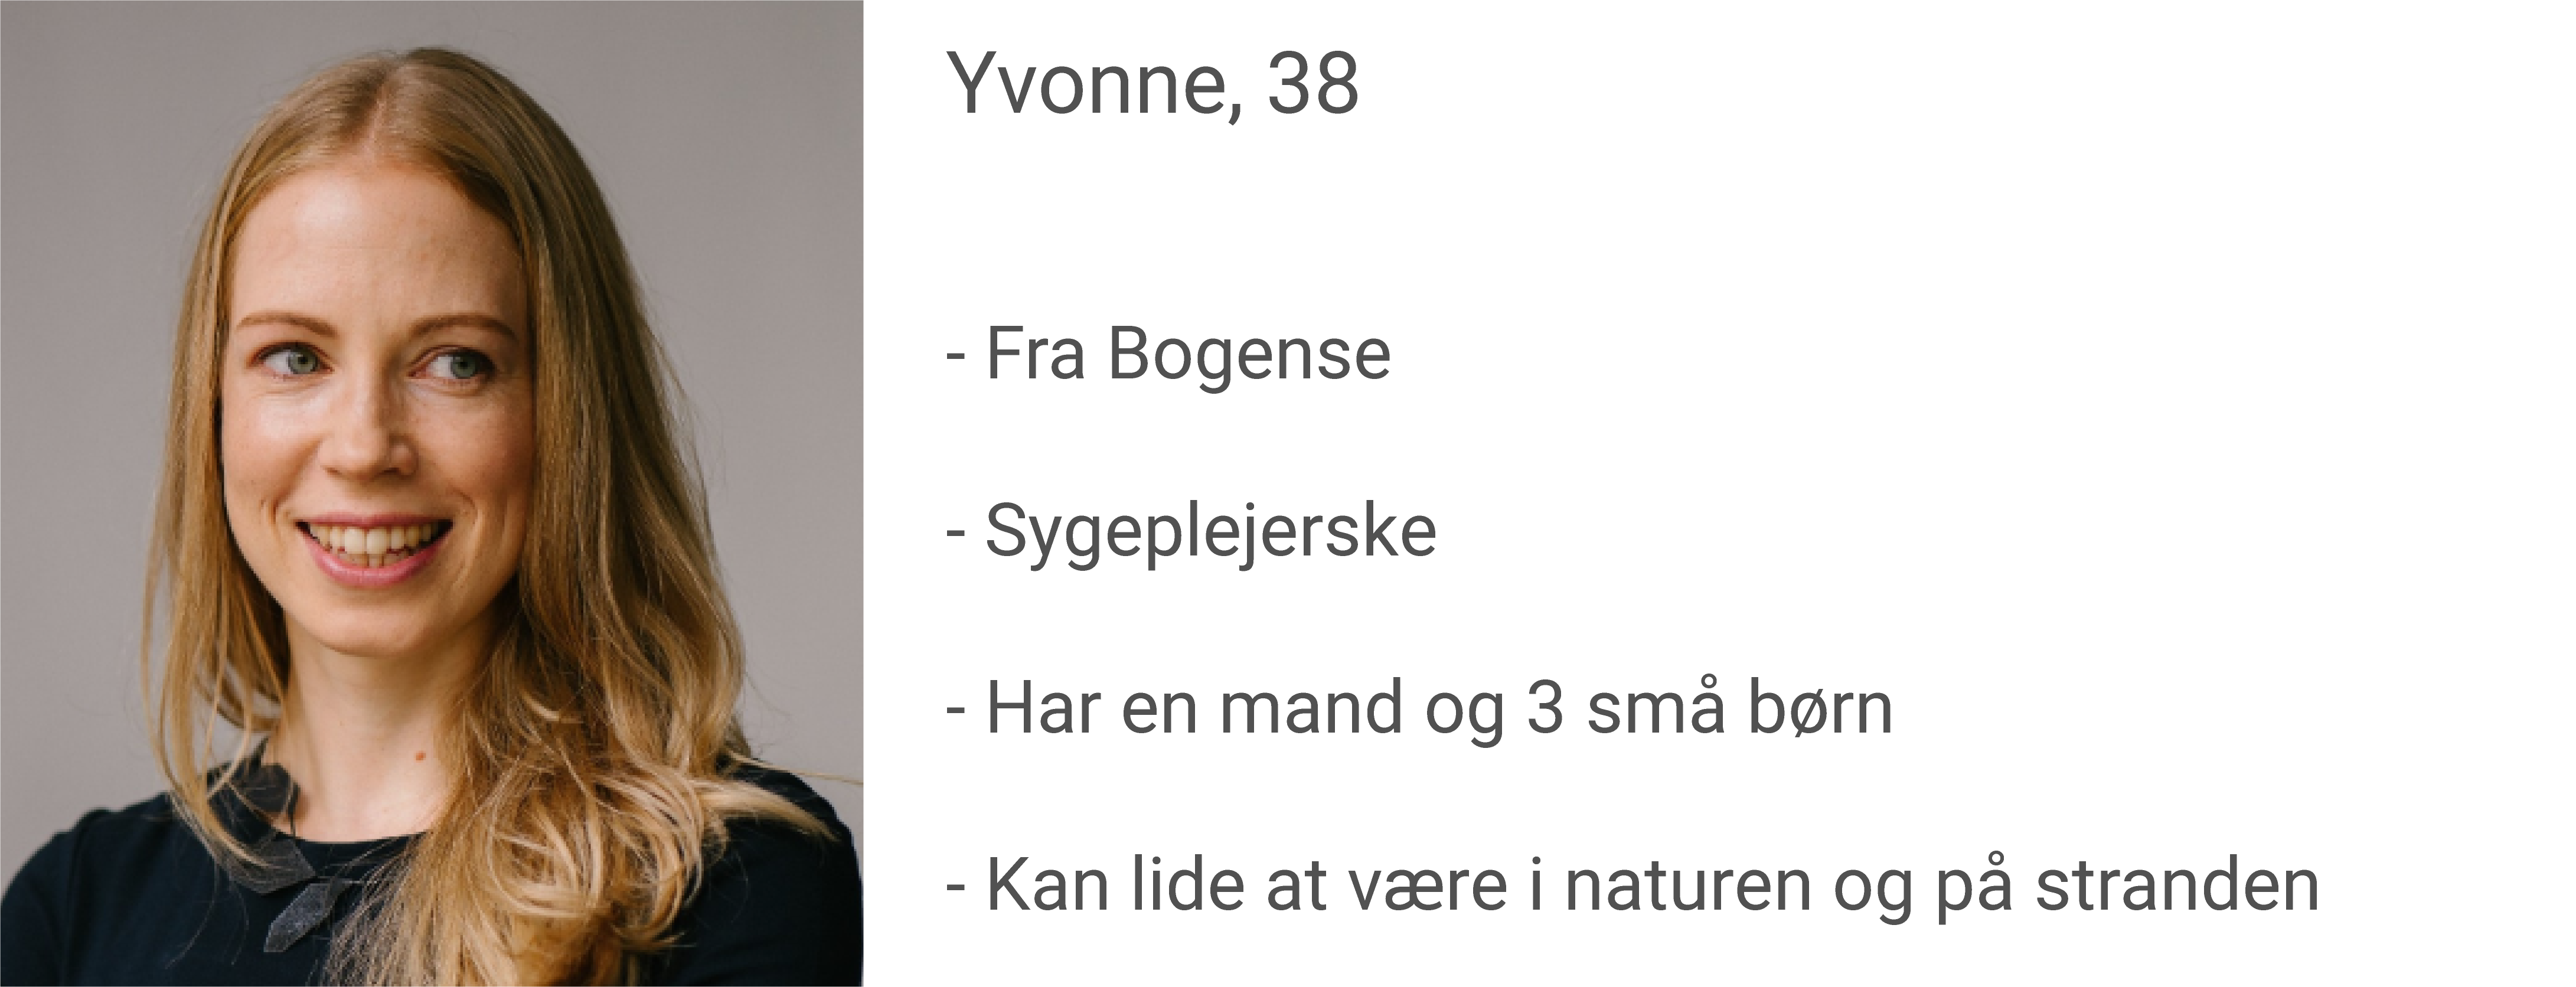 Yvonne, 38
- Fra Bogense
- Sygeplejerske
- Har en mand og 3 små børn
- Kan lide at være i naturen og på stranden